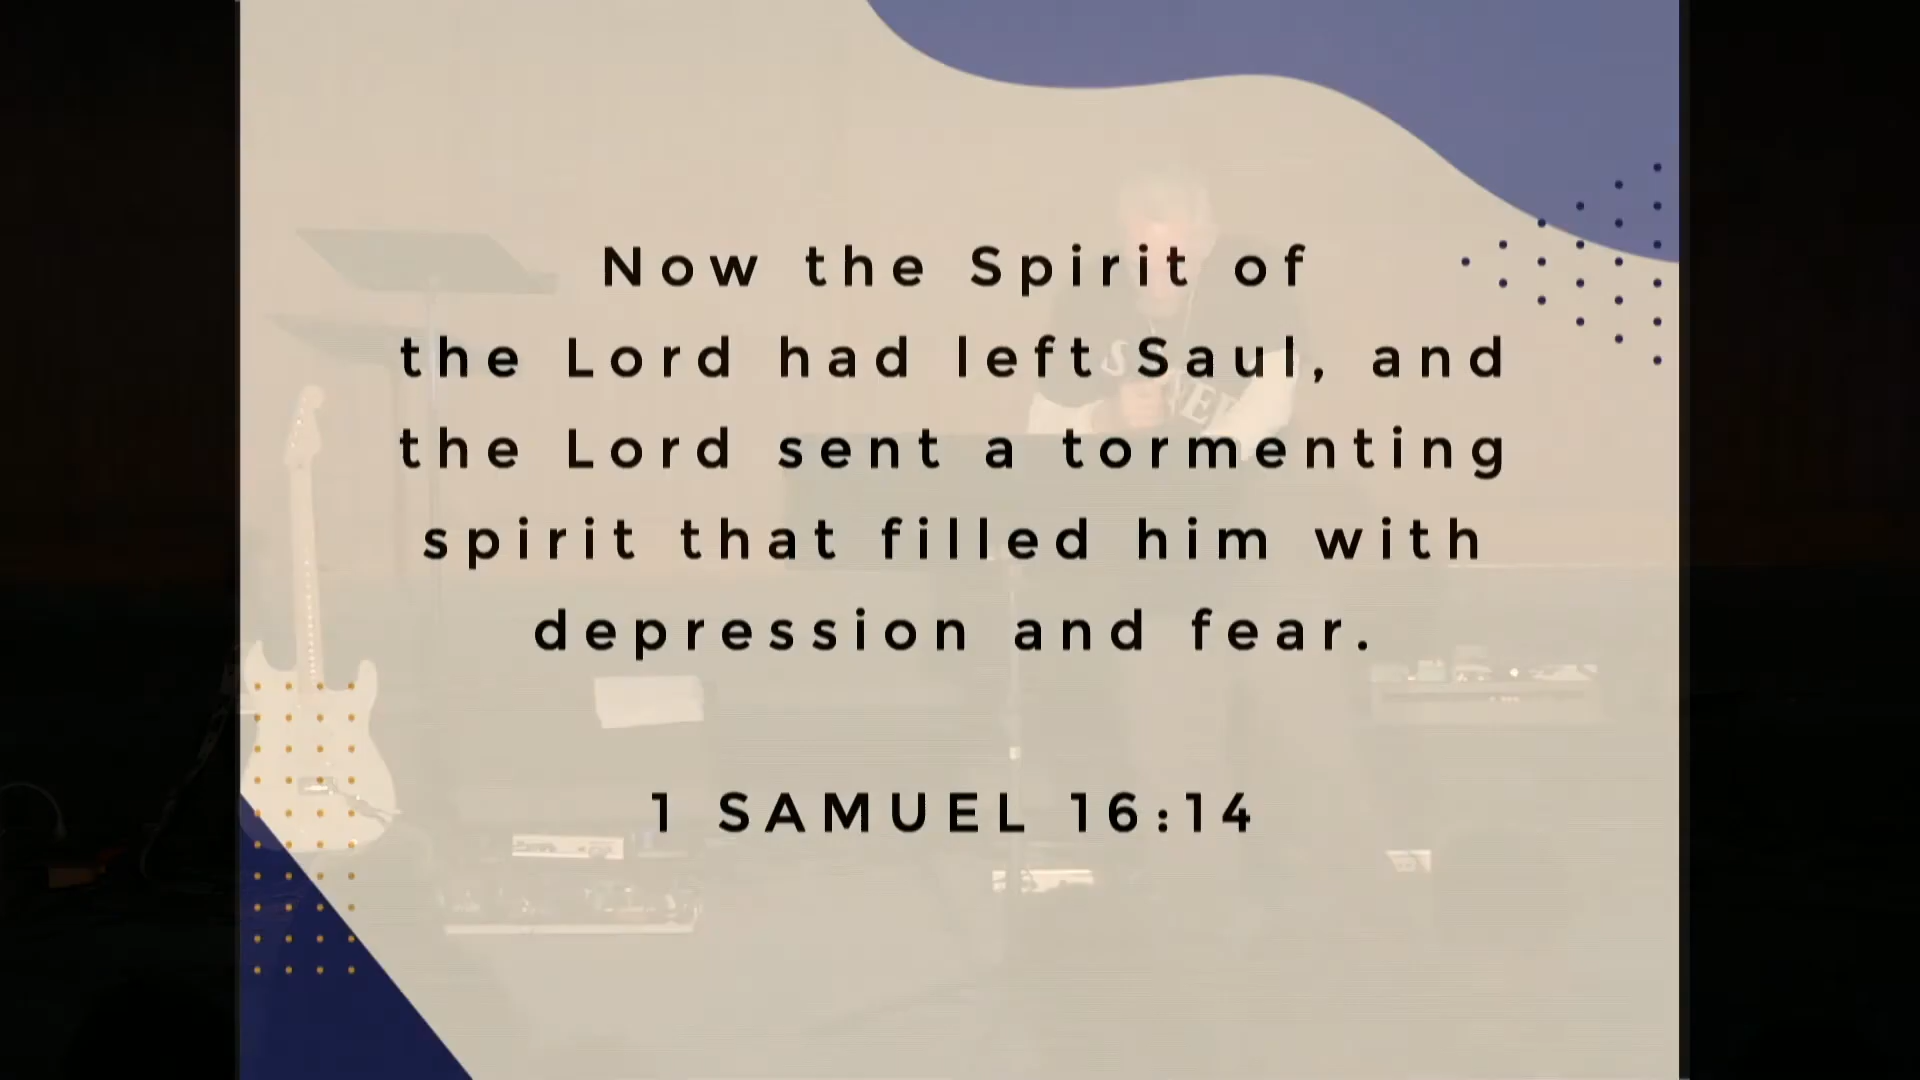 Now the Spirit of
the Lord had left Saul, and
the Lord sent a tormenting
spirit that filled him with
depression and fear.
1 SAMUEL 16:14